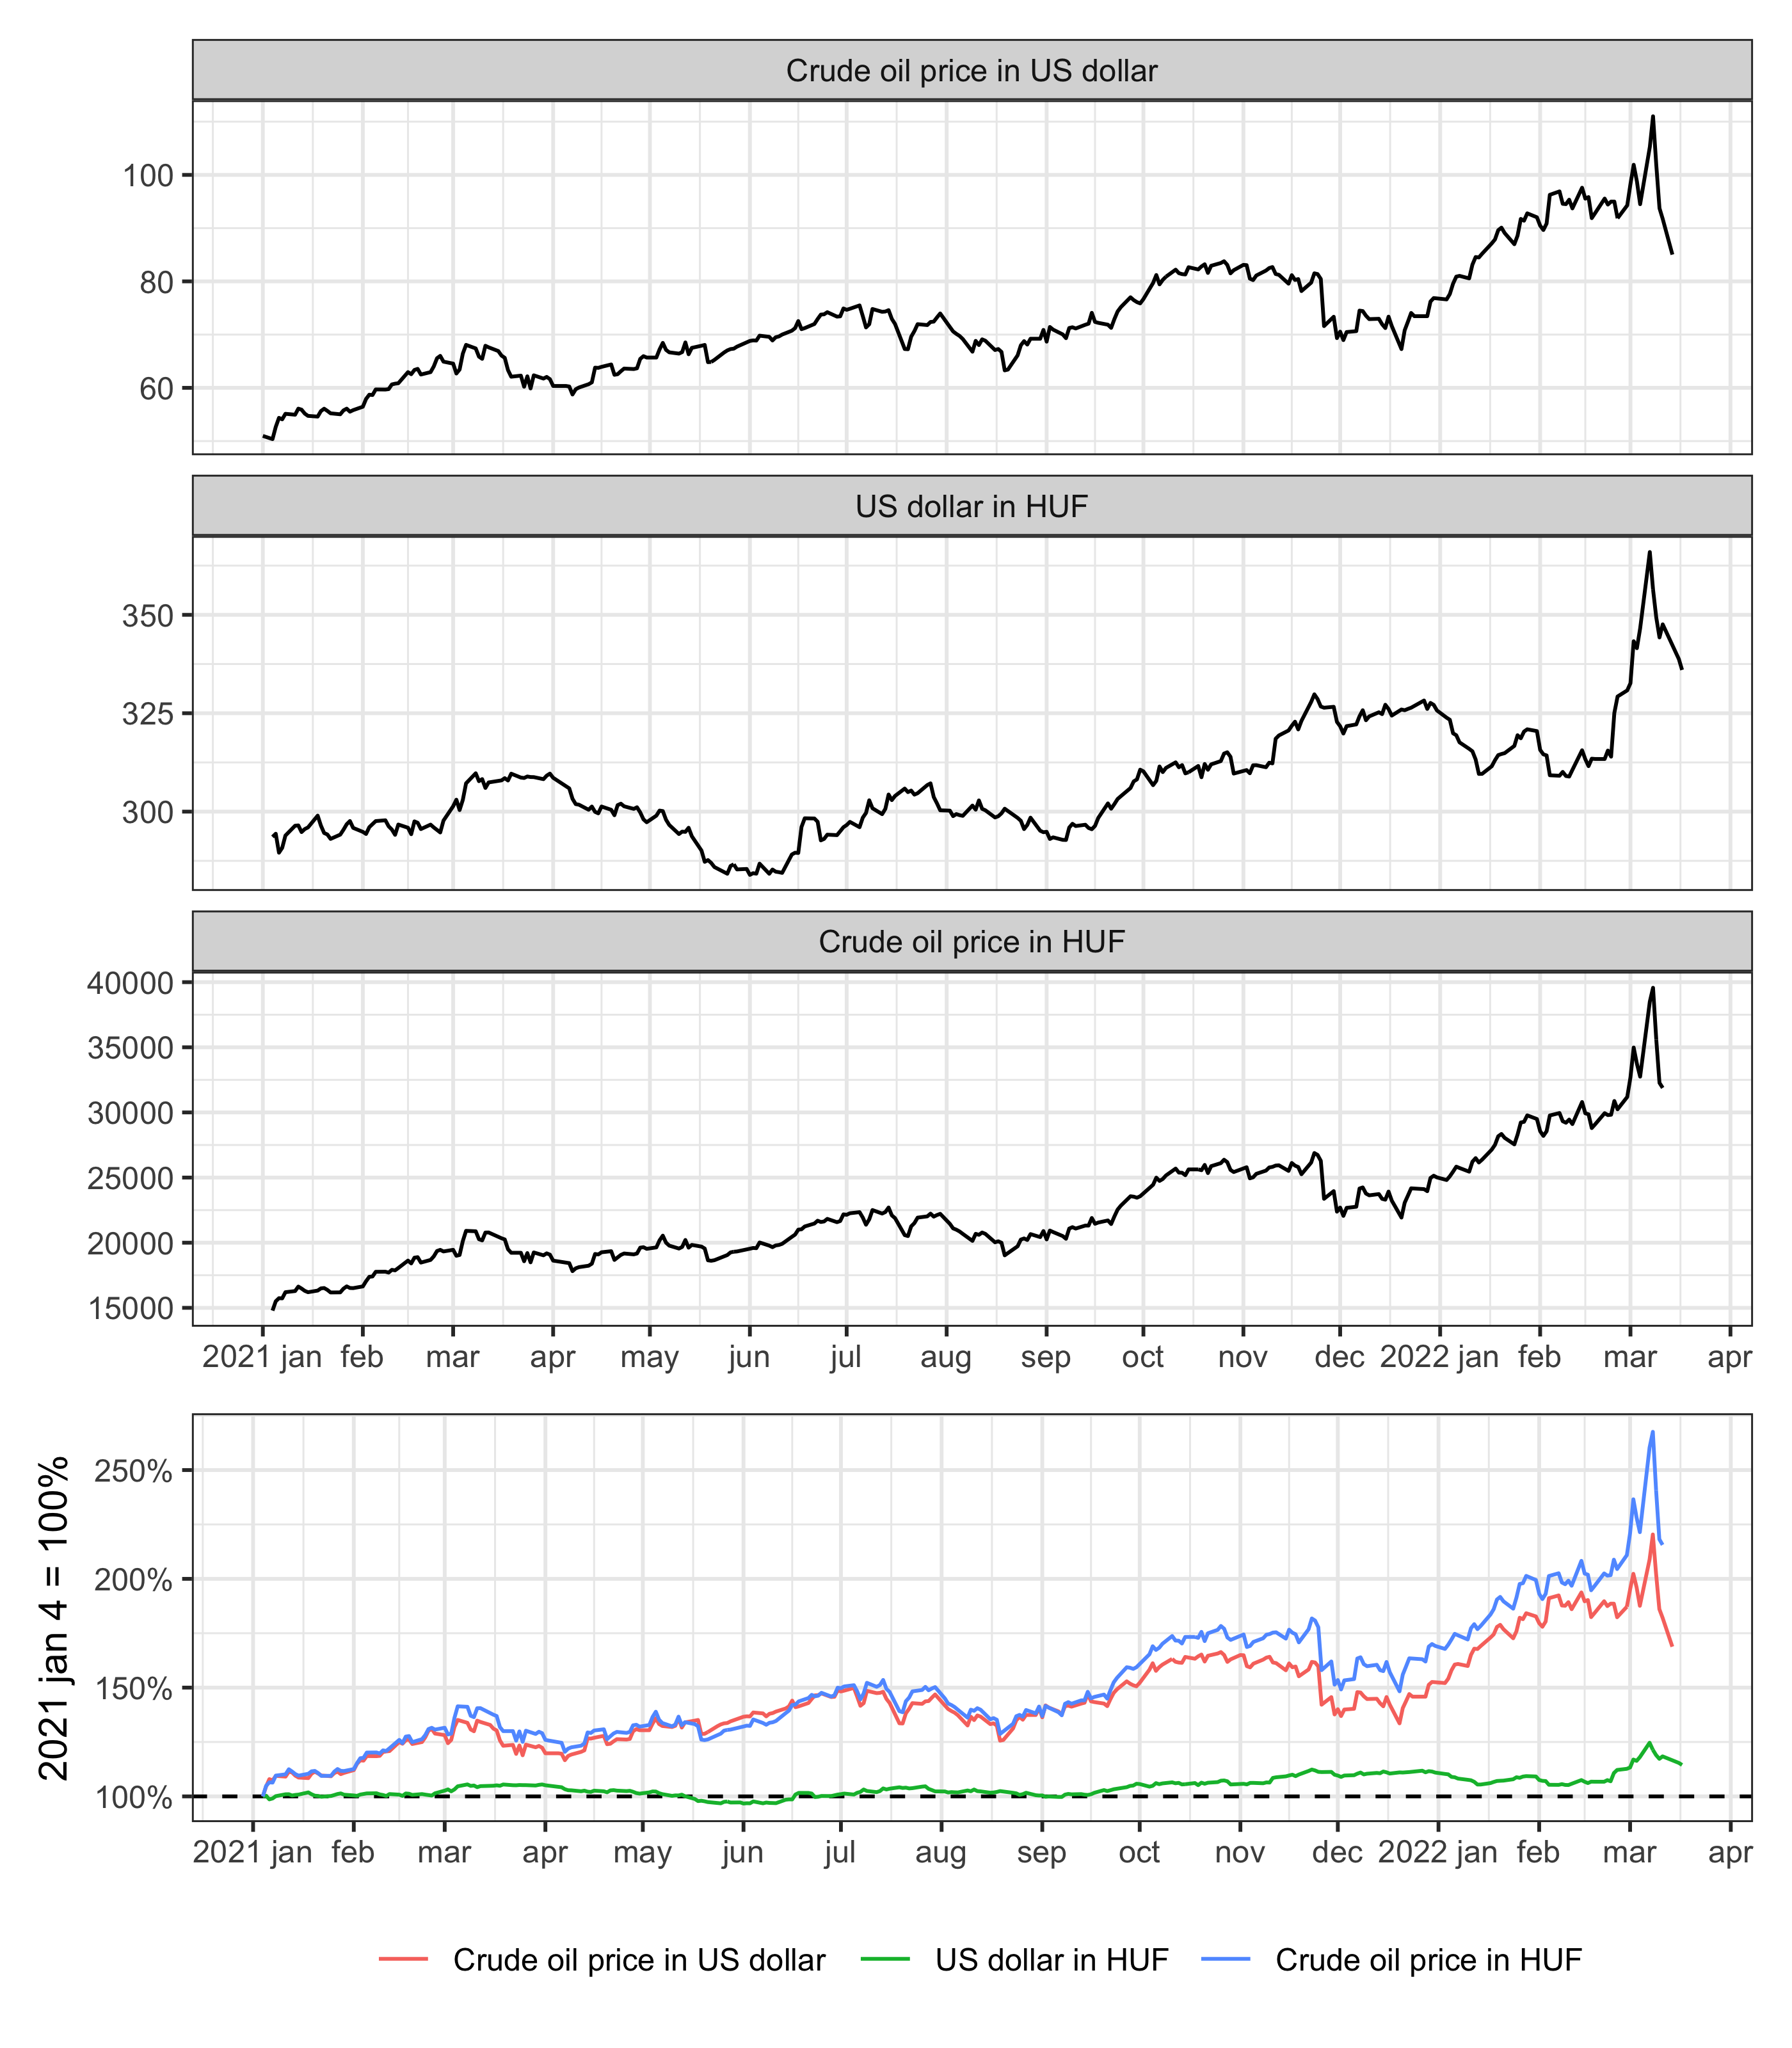 Crude oil price in US dollar
100
80
60
US dollar in HUF
350
325
300
Crude oil price in HUF
40000
35000
30000
25000
20000
15000
2021 jan feb mar apr may jun jul aug sep oct nov dec 2022 jan feb mar apr
2021 jan 4 = 100%
250%
200%
150%
100%
2021 jan feb mar apr may jun jul aug sep oct nov dec 2022 jan feb mar apr
Crude oil price in US dollar US dollar in HUF Crude oil price in HUF